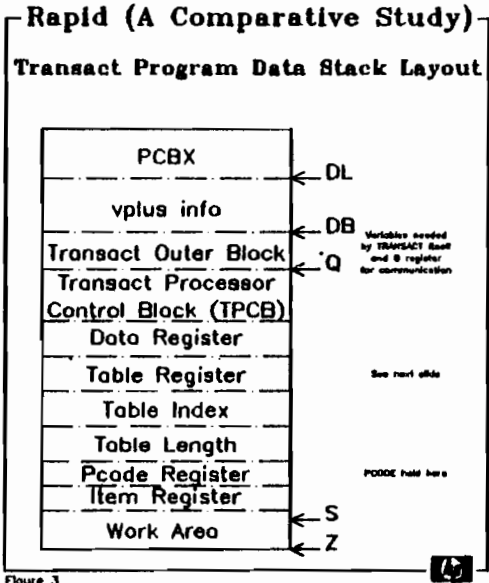 Rapid (A Comparative Study)
Transact Program Data Stack Layout
PCBX
DL
vplus info
DB
Variables needed
by TRANSACT itself
and Q register
for communication
Transact Outer Block
Q
Transact Processor
Control Block (TPCB)
Data Register
Table Register
See next slide
Table Index
Table Length
Pcode Register
PCODE held here
Item Register
S
Work Area
Z
Figure 3
hp